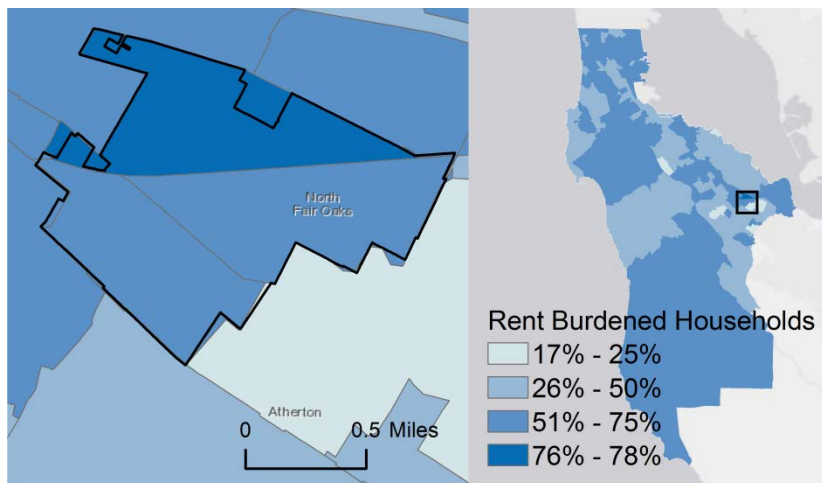 North
Fair Oaks
Atherton
0 0.5 Miles
Rent Burdened Households
17% - 25%
26% - 50%
51% - 75%
76% - 78%